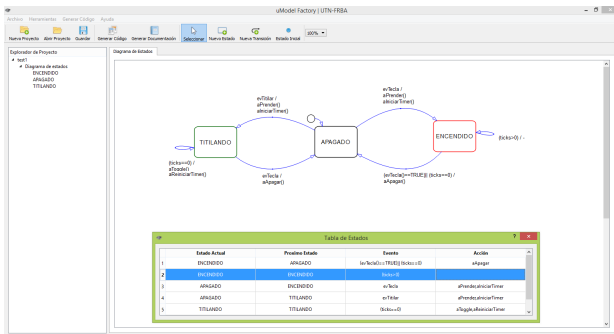 uModel Factory | UTN-FRBA
Archivo Herramientas Generar Código Ayuda
Nuevo Proyecto Abrir Proyecto Guardar Generar Código Generar Documentación Seleccionar Nuevo Estado Nueva Transición Estado Inicial 100%
Explorador de Proyecto
Diagrama de Estados
test1
Diagrama de estados
ENCENDIDO
APAGADO
TITILANDO
evTitilar /
aPrender()
aIniciarTimer()
evTecla /
aPrender()
aIniciarTimer()
TITILANDO
APAGADO
ENCENDIDO
(ticks>0) / -
(ticks==0) /
aToggle()
aReiniciarTimer()
evTecla /
aApagar()
(evTecla()==TRUE)|| (ticks==0) /
aApagar()
Tabla de Estados
? ×
Estado Actual Proximo Estado Evento Acción
1 ENCENDIDO APAGADO (evTecla()==TRUE)|| (ticks==0) aApagar
2 ENCENDIDO ENCENDIDO (ticks>0)
3 APAGADO ENCENDIDO evTecla aPrender,aIniciarTimer
4 APAGADO TITILANDO evTitilar aPrender,aIniciarTimer
5 TITILANDO TITILANDO (ticks==0) aToggle,aReiniciarTimer